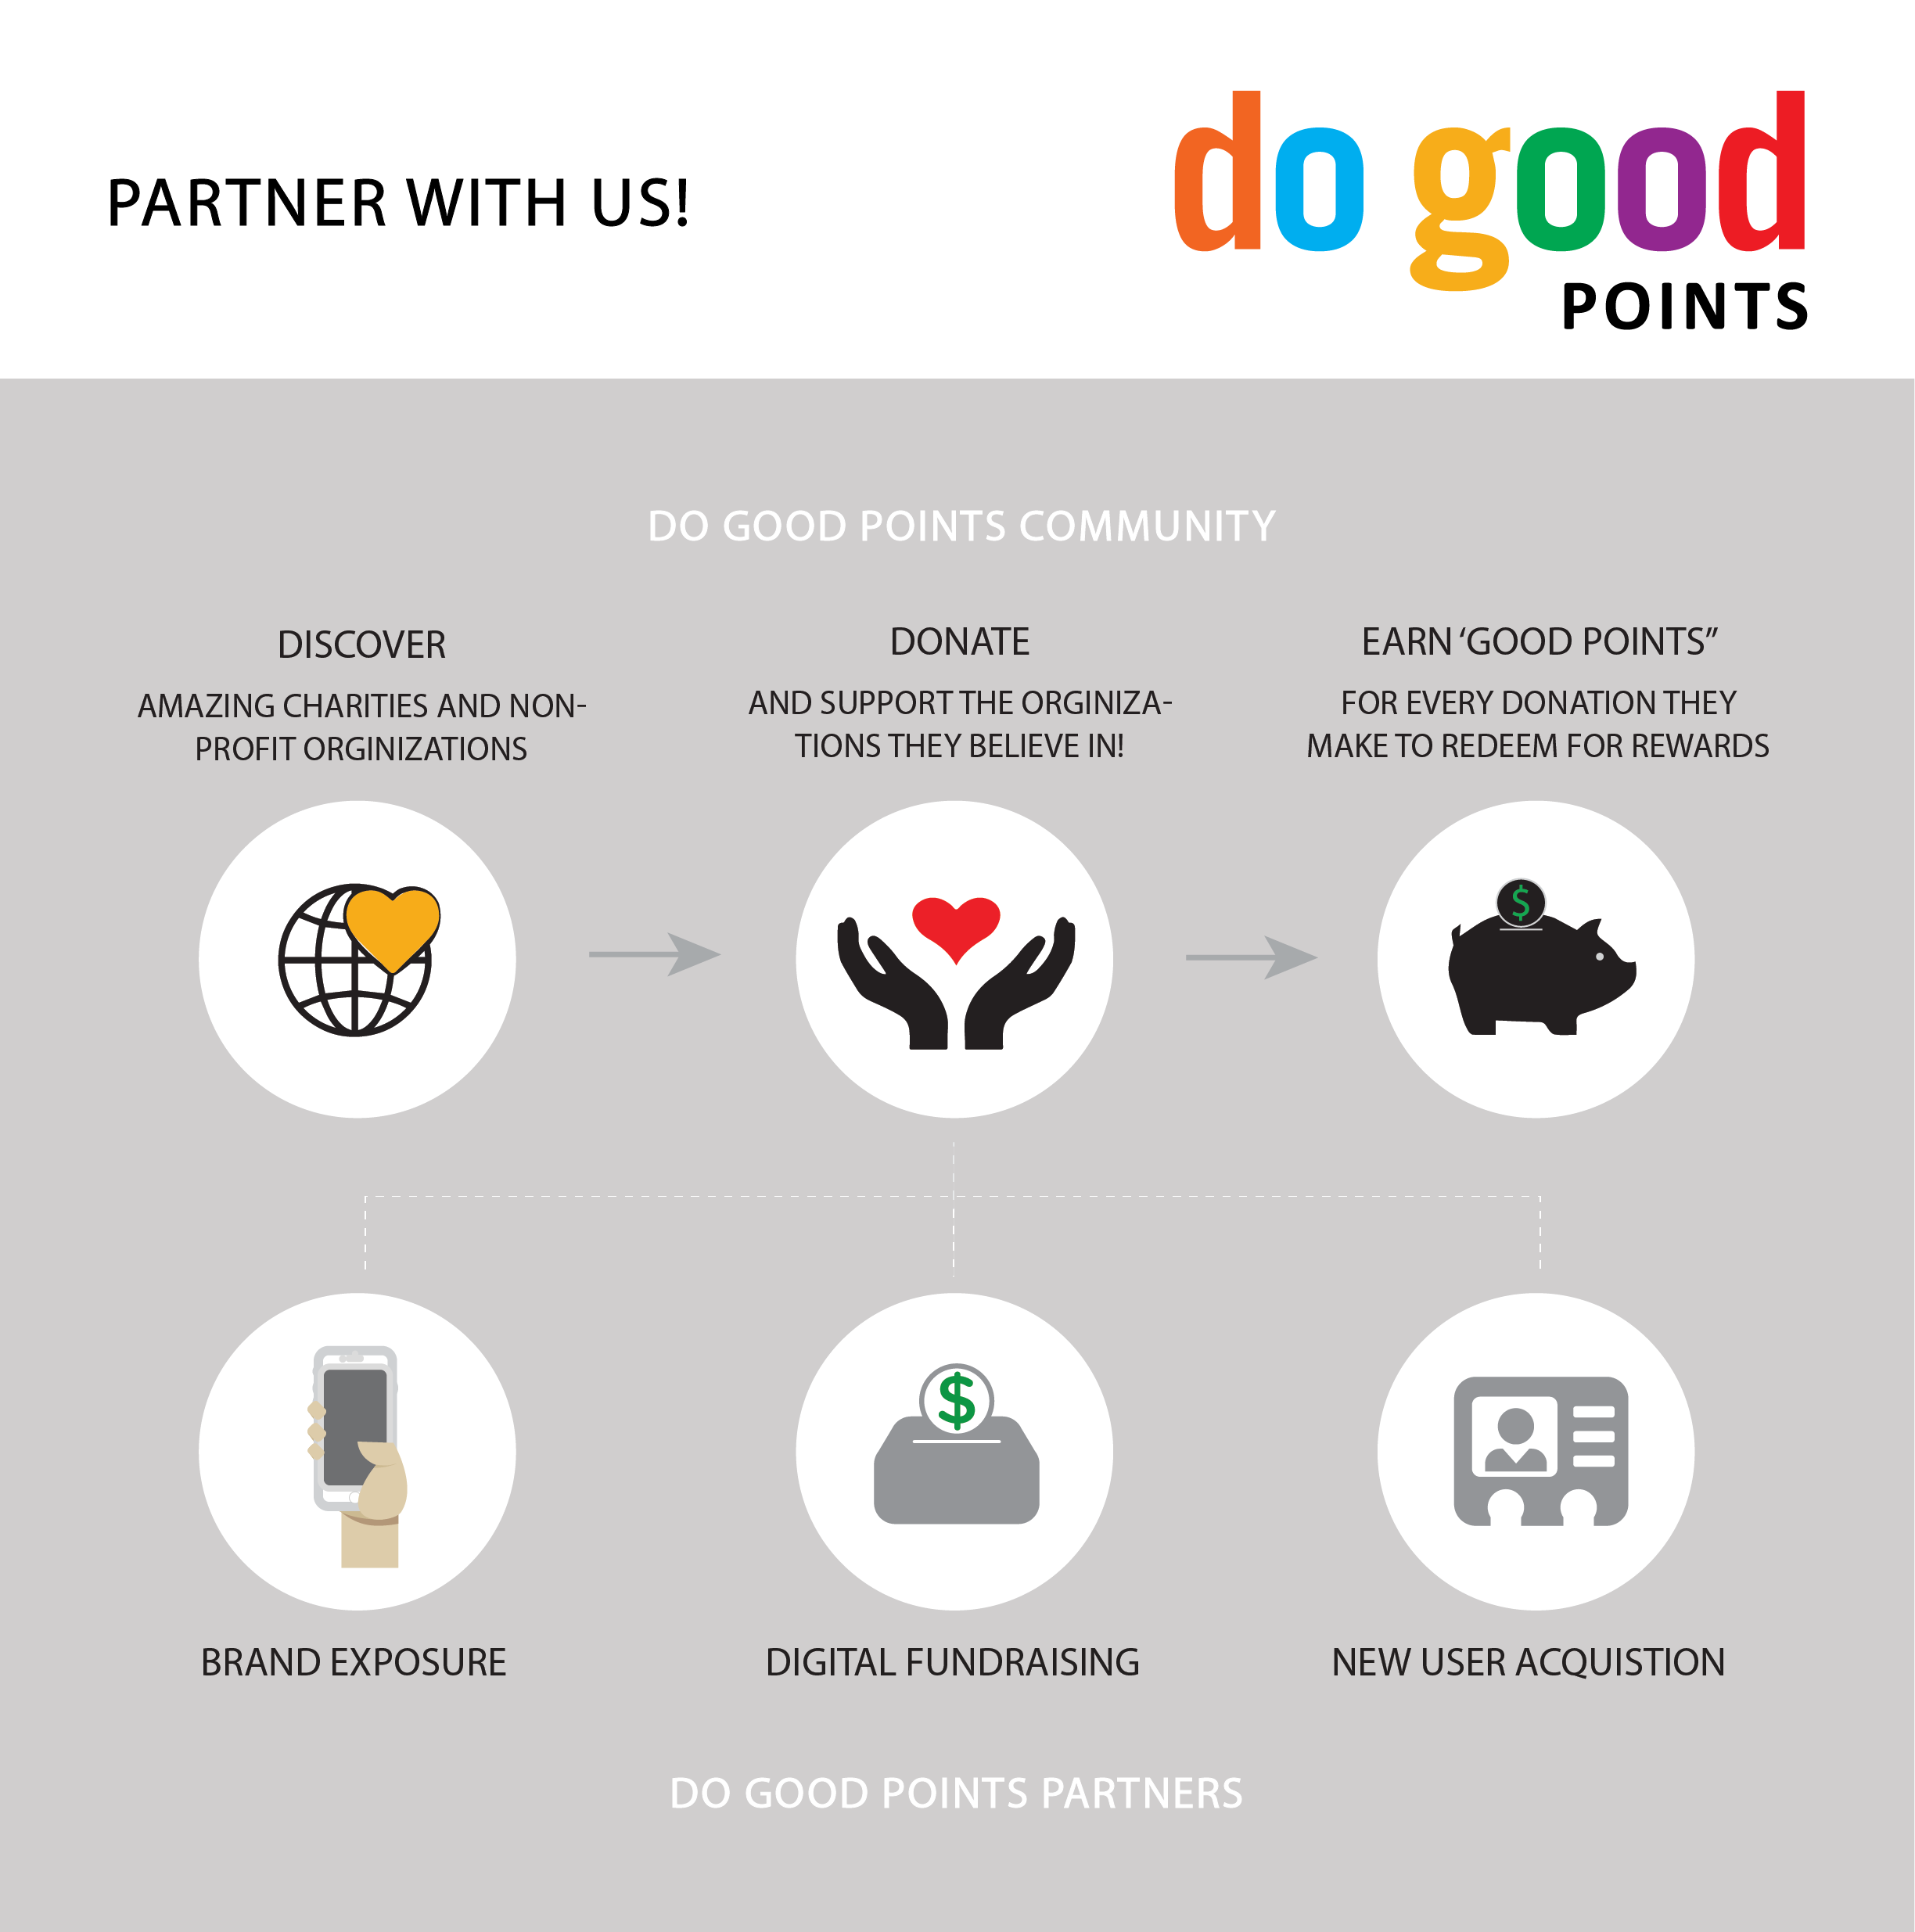 PARTNER WITH US!
do good
POINTS
DO GOOD POINTS COMMUNITY
DISCOVER
AMAZING CHARITIES AND NON-
PROFIT ORGINIZATIONS
DONATE
AND SUPPORT THE ORGINIZA-
TIONS THEY BELIEVE IN!
EARN ‘GOOD POINTS”
FOR EVERY DONATION THEY
MAKE TO REDEEM FOR REWARDS
$
$
BRAND EXPOSURE
DIGITAL FUNDRAISING
NEW USER ACQUISTION
DO GOOD POINTS PARTNERS